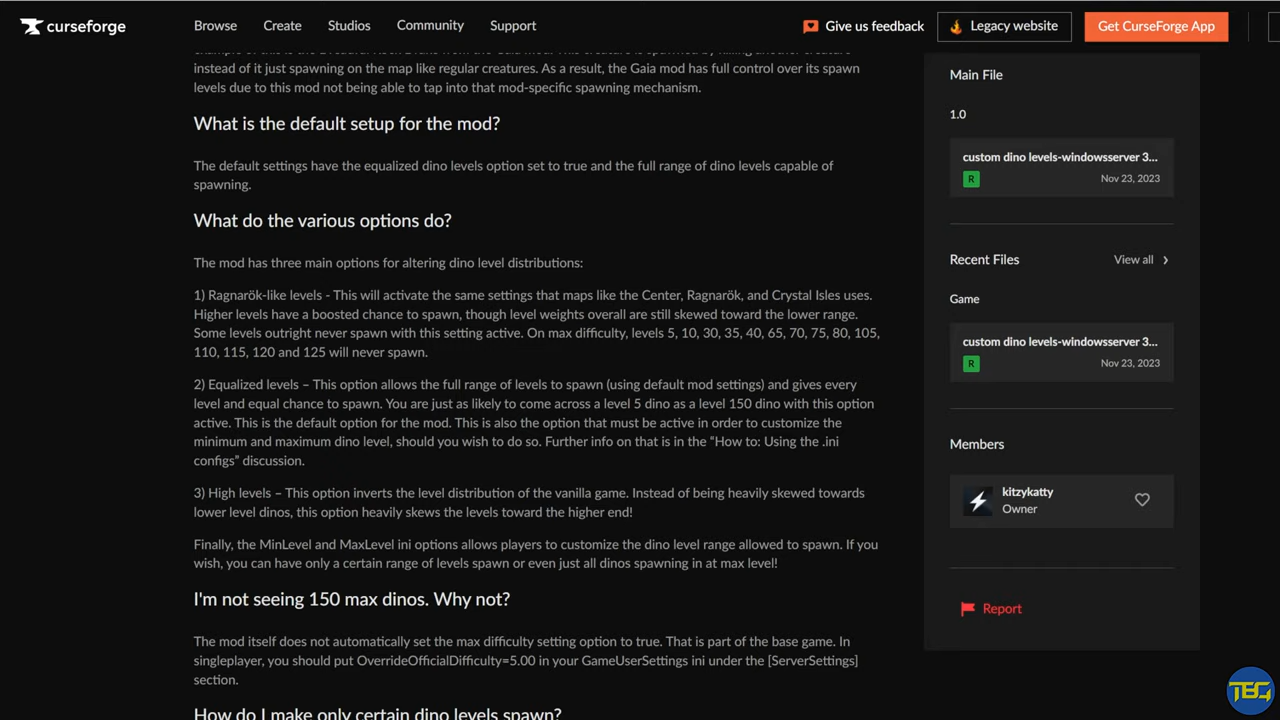 curseforge
Browse
Create
Studios
Community
Support
Give us feedback
Legacy website
Get CurseForge App
instead of it just spawning on the map like regular creatures. As a result, the Gaia mod has full control over its spawn
levels due to this mod not being able to tap into that mod-specific spawning mechanism.
What is the default setup for the mod?
The default settings have the equalized dino levels option set to true and the full range of dino levels capable of
spawning.
What do the various options do?
The mod has three main options for altering dino level distributions:
1) Ragnarök-like levels - This will activate the same settings that maps like the Center, Ragnarök, and Crystal Isles uses.
Higher levels have a boosted chance to spawn, though level weights overall are still skewed toward the lower range.
Some levels outright never spawn with this setting active. On max difficulty, levels 5, 10, 30, 35, 40, 65, 70, 75, 80, 105,
110, 115, 120 and 125 will never spawn.
2) Equalized levels – This option allows the full range of levels to spawn (using default mod settings) and gives every
level and equal chance to spawn. You are just as likely to come across a level 5 dino as a level 150 dino with this option
active. This is the default option for the mod. This is also the option that must be active in order to customize the
minimum and maximum dino level, should you wish to do so. Further info on that is in the "How to: Using the .ini
configs" discussion.
3) High levels – This option inverts the level distribution of the vanilla game. Instead of being heavily skewed towards
lower level dinos, this option heavily skews the levels toward the higher end!
Finally, the MinLevel and MaxLevel ini options allows players to customize the dino level range allowed to spawn. If you
wish, you can have only a certain range of levels spawn or even just all dinos spawning in at max level!
I'm not seeing 150 max dinos. Why not?
The mod itself does not automatically set the max difficulty setting option to true. That is part of the base game. In
singleplayer, you should put OverrideOfficialDifficulty=5.00 in your GameUserSettings ini under the [ServerSettings]
section.
How do I make only certain dino levels spawn?
Main File
1.0
custom dino levels-windowsserver 3...
R
Nov 23, 2023
Recent Files
View all
Game
custom dino levels-windowsserver 3...
R
Nov 23, 2023
Members
kitzykatty
Owner
Report
TBG